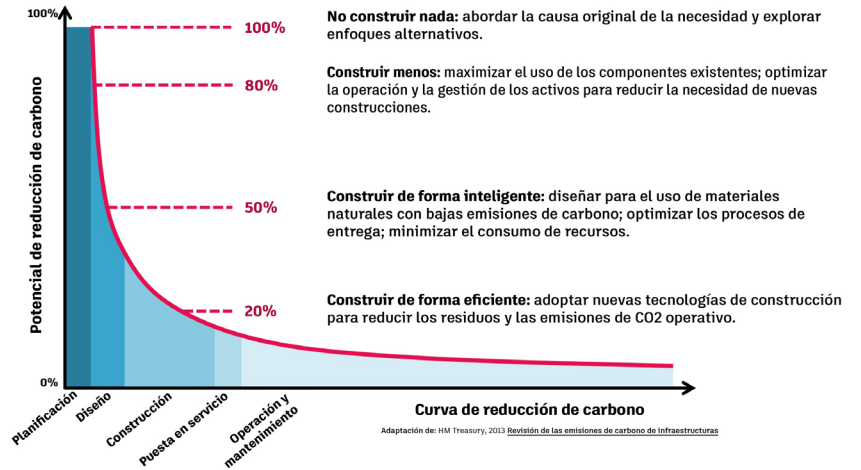 100%
Potencial de reducción de carbono
0%
100%
80%
50%
20%
No construir nada: abordar la causa original de la necesidad y explorar
enfoques alternativos.
Construir menos: maximizar el uso de los componentes existentes; optimizar
la operación y la gestión de los activos para reducir la necesidad de nuevas
construcciones.
Construir de forma inteligente: diseñar para el uso de materiales
naturales con bajas emisiones de carbono; optimizar los procesos de
entrega; minimizar el consumo de recursos.
Construir de forma eficiente: adoptar nuevas tecnologías de construcción
para reducir los residuos y las emisiones de CO2 operativo.
Planificación
Diseño
Construcción
Puesta en servicio
Operación y
mantenimiento
Curva de reducción de carbono
Adaptación de: HM Treasury, 2013 Revisión de las emisiones de carbono de infraestructuras